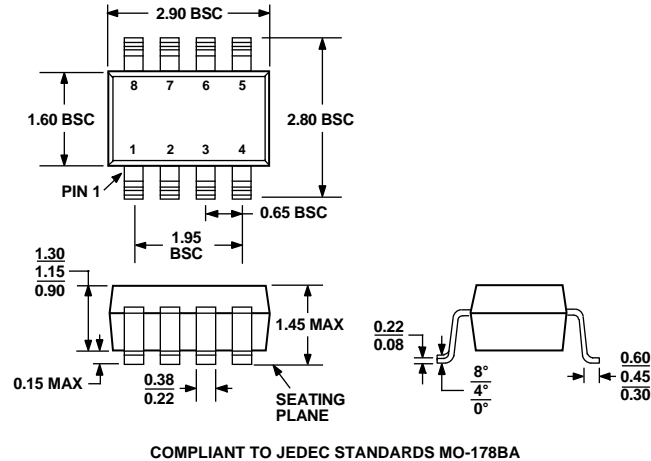 2.90 BSC
8 7 6 5
1.60 BSC
2.80 BSC
1 2 3 4
PIN 1
0.65 BSC
1.95
BSC
1.30
1.15
0.90
1.45 MAX
0.15 MAX
0.38
0.22
SEATING
PLANE
0.22
0.08
8°
4°
0°
0.60
0.45
0.30
COMPLIANT TO JEDEC STANDARDS MO-178BA